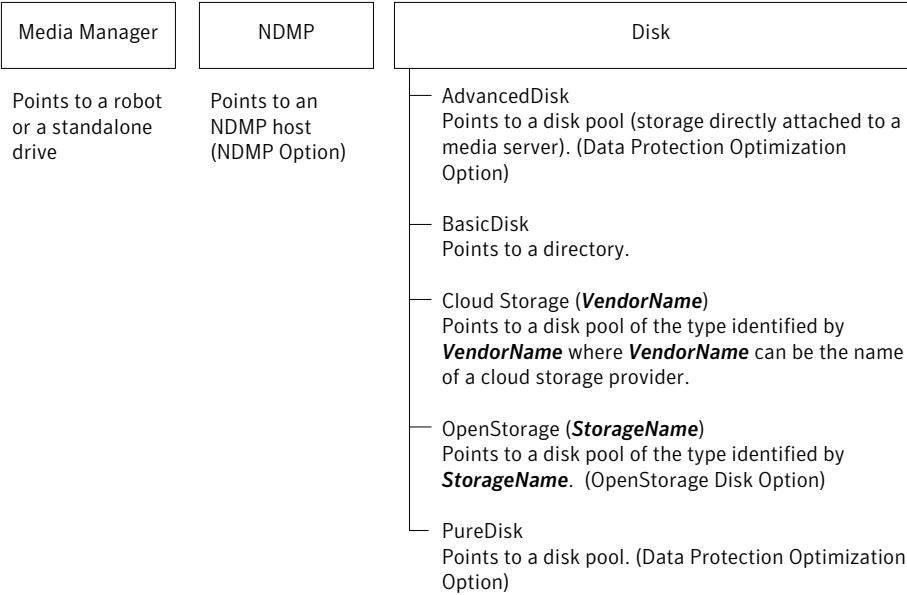 Media Manager
NDMP
Disk
Points to a robot
or a standalone
drive
Points to an
NDMP host
(NDMP Option)
AdvancedDisk
Points to a disk pool (storage directly attached to a
media server). (Data Protection Optimization
Option)
BasicDisk
Points to a directory.
Cloud Storage (VendorName)
Points to a disk pool of the type identified by
VendorName where VendorName can be the name
of a cloud storage provider.
OpenStorage (StorageName)
Points to a disk pool of the type identified by
StorageName.  (OpenStorage Disk Option)
PureDisk
Points to a disk pool. (Data Protection Optimization
Option)